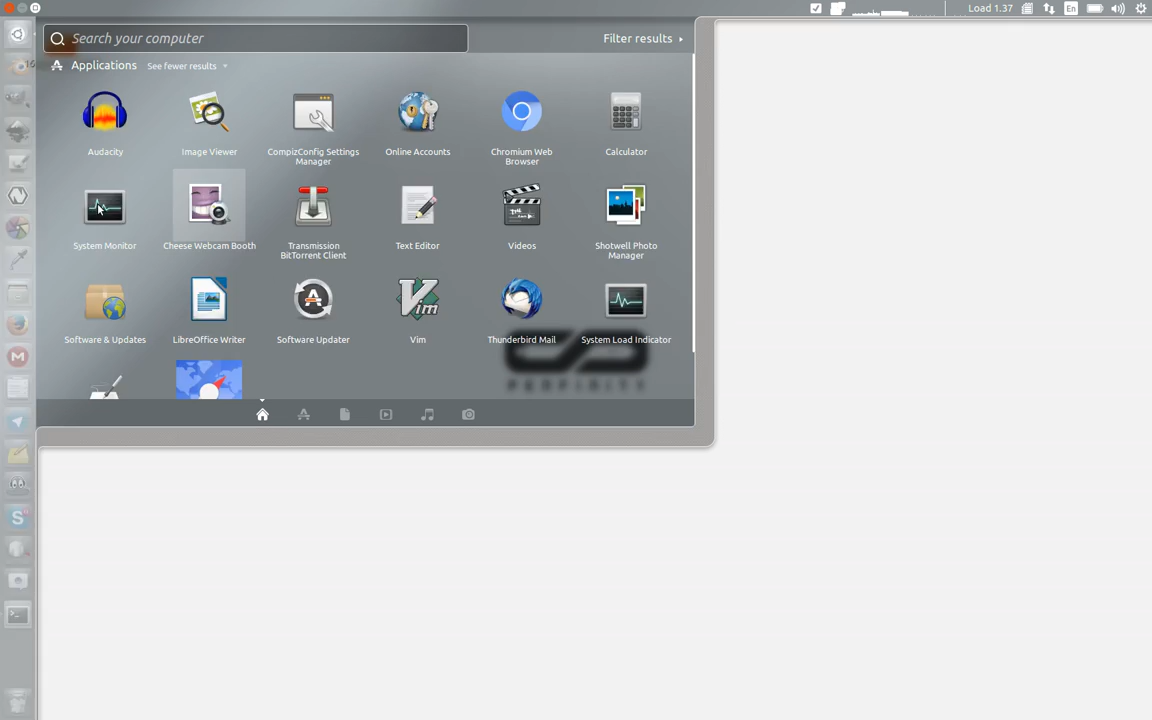 Load 1.37
En
Search your computer
Filter results
Applications See fewer results
Audacity
Image Viewer
CompizConfig Settings
Manager
Online Accounts
Chromium Web
Browser
Calculator
System Monitor
Cheese Webcam Booth
Transmission
BitTorrent Client
Text Editor
Videos
Shotwell Photo
Manager
Software & Updates
LibreOffice Writer
Software Updater
Vim
Thunderbird Mail
System Load Indicator